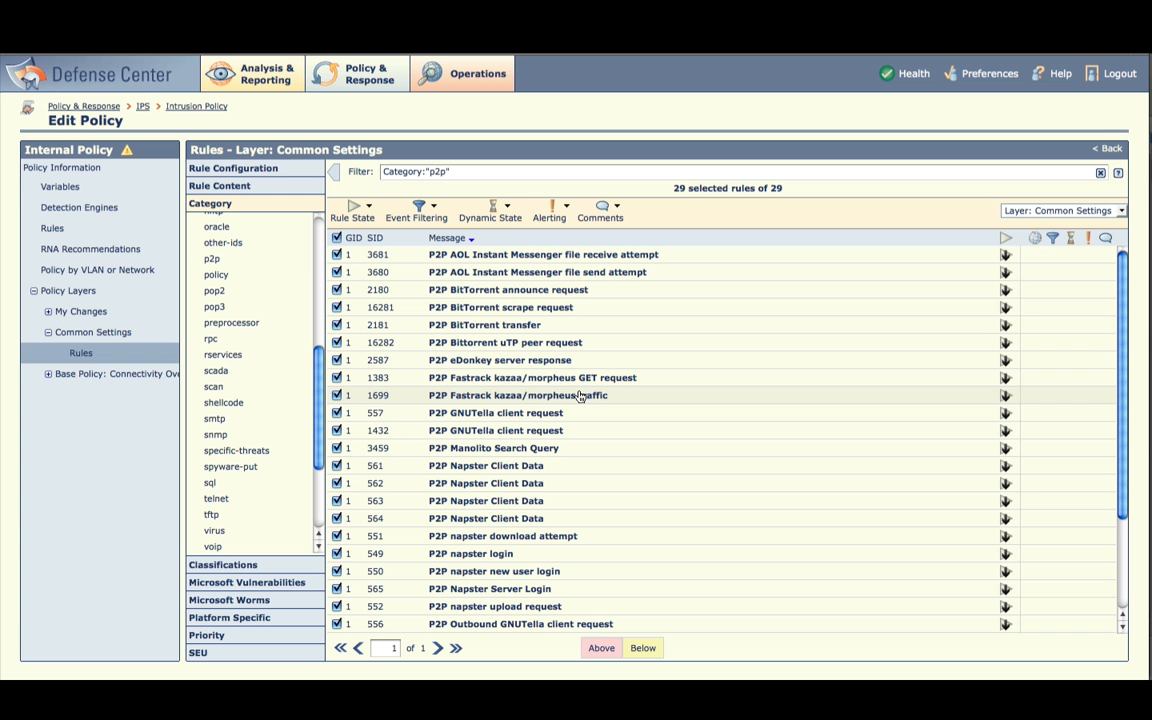 Defense Center
Analysis & Reporting
Policy & Response
Operations
Health
Preferences
Help
Logout
Policy & Response > IPS > Intrusion Policy
Edit Policy
Internal Policy
Policy Information
Variables
Detection Engines
Rules
RNA Recommendations
Policy by VLAN or Network
Policy Layers
My Changes
Common Settings
Rules
Base Policy: Connectivity Ov
Rules - Layer: Common Settings
< Back
Rule Configuration
Rule Content
Category
oracle
other-ids
p2p
policy
pop2
pop3
preprocessor
rpc
rservices
scada
scan
shellcode
smtp
snmp
specific-threats
spyware-put
sql
telnet
tftp
virus
voip
Classifications
Microsoft Vulnerabilities
Microsoft Worms
Platform Specific
Priority
SEU
Filter: Category:"p2p"
29 selected rules of 29
Rule State
Event Filtering
Dynamic State
Alerting
Comments
Layer: Common Settings
GID SID Message
1 3681 P2P AOL Instant Messenger file receive attempt
1 3680 P2P AOL Instant Messenger file send attempt
1 2180 P2P BitTorrent announce request
1 16281 P2P BitTorrent scrape request
1 2181 P2P BitTorrent transfer
1 16282 P2P Bittorrent uTP peer request
1 2587 P2P eDonkey server response
1 1383 P2P Fastrack kazaa/morpheus GET request
1 1699 P2P Fastrack kazaa/morpheus traffic
1 557 P2P GNUTella client request
1 1432 P2P GNUTella client request
1 3459 P2P Manolito Search Query
1 561 P2P Napster Client Data
1 562 P2P Napster Client Data
1 563 P2P Napster Client Data
1 564 P2P Napster Client Data
1 551 P2P napster download attempt
1 549 P2P napster login
1 550 P2P napster new user login
1 565 P2P Napster Server Login
1 552 P2P napster upload request
1 556 P2P Outbound GNUTella client request
1 of 1
Above
Below